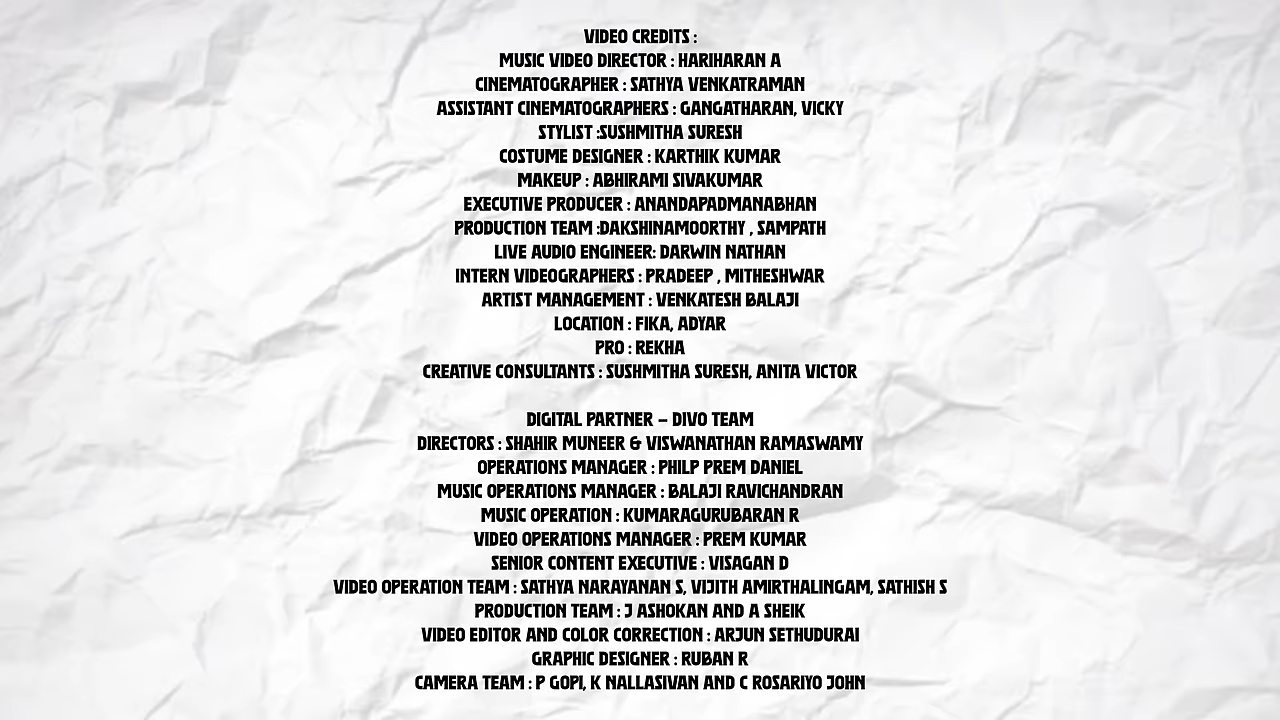 VIDEO CREDITS :
MUSIC VIDEO DIRECTOR : HARIHARAN A
CINEMATOGRAPHER : SATHYA VENKATRAMAN
ASSISTANT CINEMATOGRAPHERS : GANGATHARAN, VICKY
STYLIST :SUSHMITHA SURESH
COSTUME DESIGNER : KARTHIK KUMAR
MAKEUP : ABHIRAMI SIVAKUMAR
EXECUTIVE PRODUCER : ANANDAPADMANABHAN
PRODUCTION TEAM :DAKSHINAMOORTHY , SAMPATH
LIVE AUDIO ENGINEER: DARWIN NATHAN
INTERN VIDEOGRAPHERS : PRADEEP , MITHESHWAR
ARTIST MANAGEMENT : VENKATESH BALAJI
LOCATION : FIKA, ADYAR
PRO : REKHA
CREATIVE CONSULTANTS : SUSHMITHA SURESH, ANITA VICTOR
DIGITAL PARTNER – DIVO TEAM
DIRECTORS : SHAHIR MUNEER & VISWANATHAN RAMASWAMY
OPERATIONS MANAGER : PHILP PREM DANIEL
MUSIC OPERATIONS MANAGER : BALAJI RAVICHANDRAN
MUSIC OPERATION : KUMARAGURUBARAN R
VIDEO OPERATIONS MANAGER : PREM KUMAR
SENIOR CONTENT EXECUTIVE : VISAGAN D
VIDEO OPERATION TEAM : SATHYA NARAYANAN S, VIJITH AMIRTHALINGAM, SATHISH S
PRODUCTION TEAM : J ASHOKAN AND A SHEIK
VIDEO EDITOR AND COLOR CORRECTION : ARJUN SETHUDURAI
GRAPHIC DESIGNER : RUBAN R
CAMERA TEAM : P GOPI, K NALLASIVAN AND C ROSARIYO JOHN